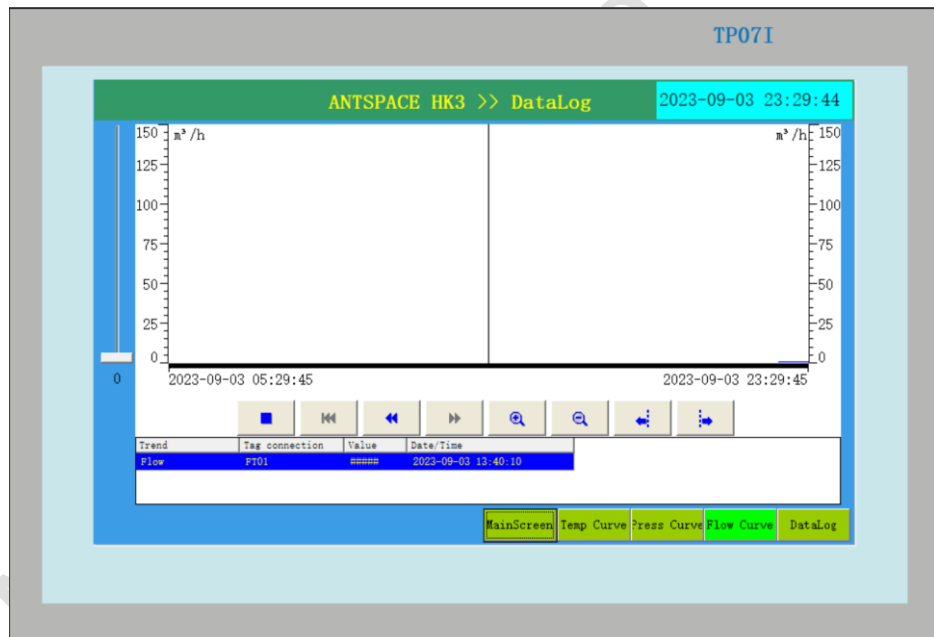 TP07I
ANTSPACE HK3 >> DataLog
2023-09-03 23:29:44
150 m³/h m³/h 150
125 125
100 100
75 75
50 50
25 25
0 0
0 2023-09-03 05:29:45 2023-09-03 23:29:45
Trend Tag connection Value Date/Time
Flow FT01 ##### 2023-09-03 13:40:10
MainScreen Temp Curve Press Curve Flow Curve DataLog